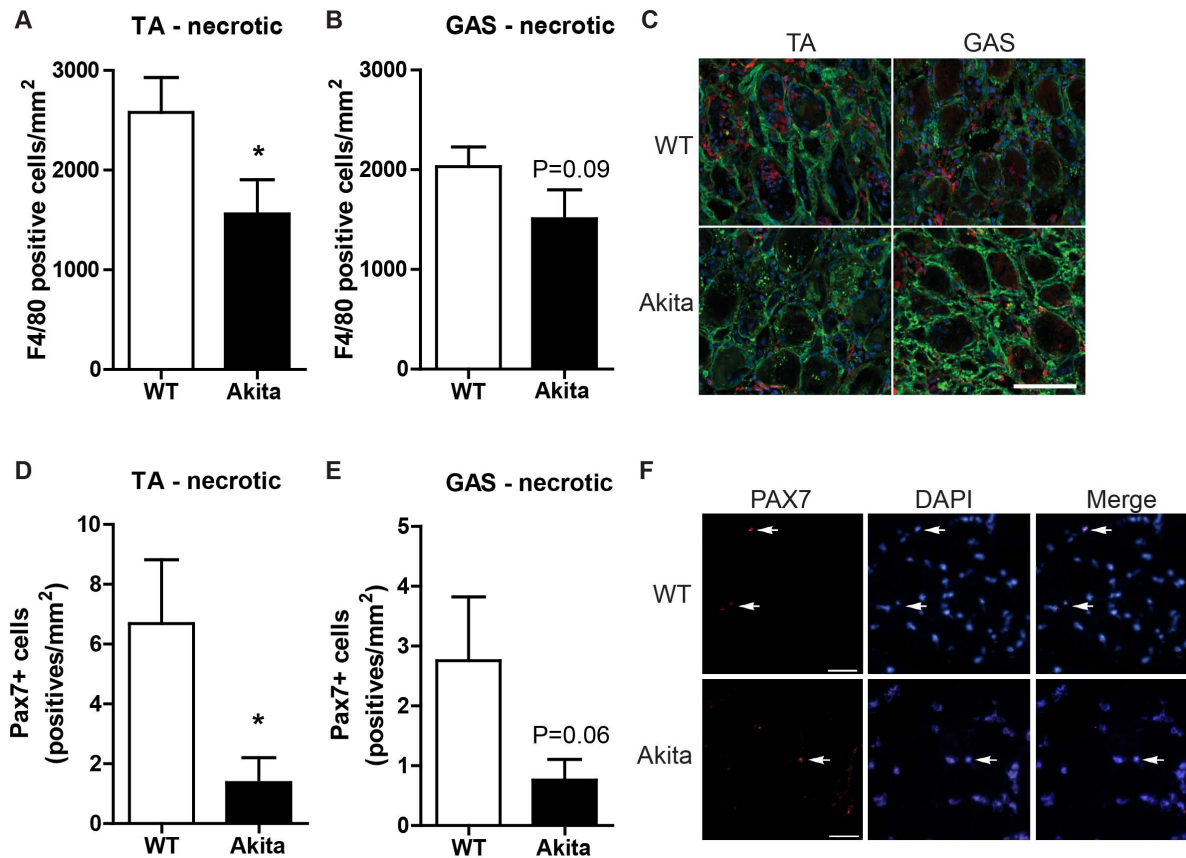 A
TA - necrotic
F4/80 positive cells/mm²
3000
2000
1000
0
*
WT
Akita
B
GAS - necrotic
F4/80 positive cells/mm²
3000
2000
1000
0
P=0.09
WT
Akita
C
TA
GAS
WT
Akita
D
TA - necrotic
Pax7+ cells
(positives/mm²)
10
8
6
4
2
0
*
WT
Akita
E
GAS - necrotic
Pax7+ cells
(positives/mm²)
5
4
3
2
1
0
P=0.06
WT
Akita
F
PAX7
DAPI
Merge
WT
Akita